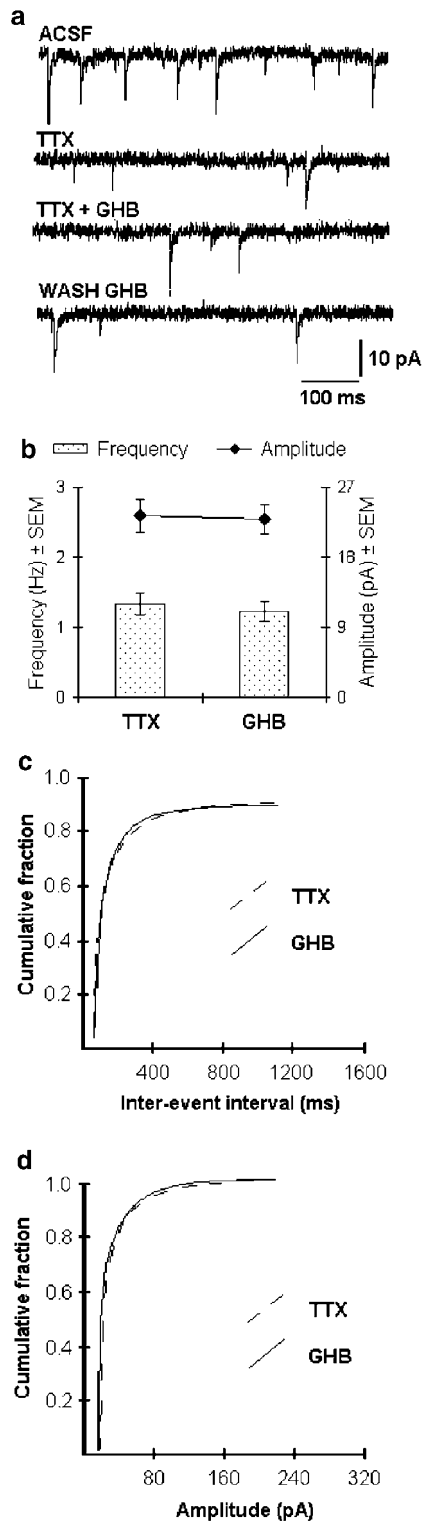 a
ACSF
TTX
TTX + GHB
WASH GHB
10 pA
100 ms
b
Frequency Amplitude
Frequency (Hz) ± SEM
3
2
1
0
Amplitude (pA) ± SEM
27
18
9
0
TTX GHB
c
Cumulative fraction
1.0
0.8
0.6
0.4
0.2
TTX
GHB
400 800 1200 1600
Inter-event interval (ms)
d
Cumulative fraction
1.0
0.8
0.6
0.4
0.2
TTX
GHB
80 160 240 320
Amplitude (pA)